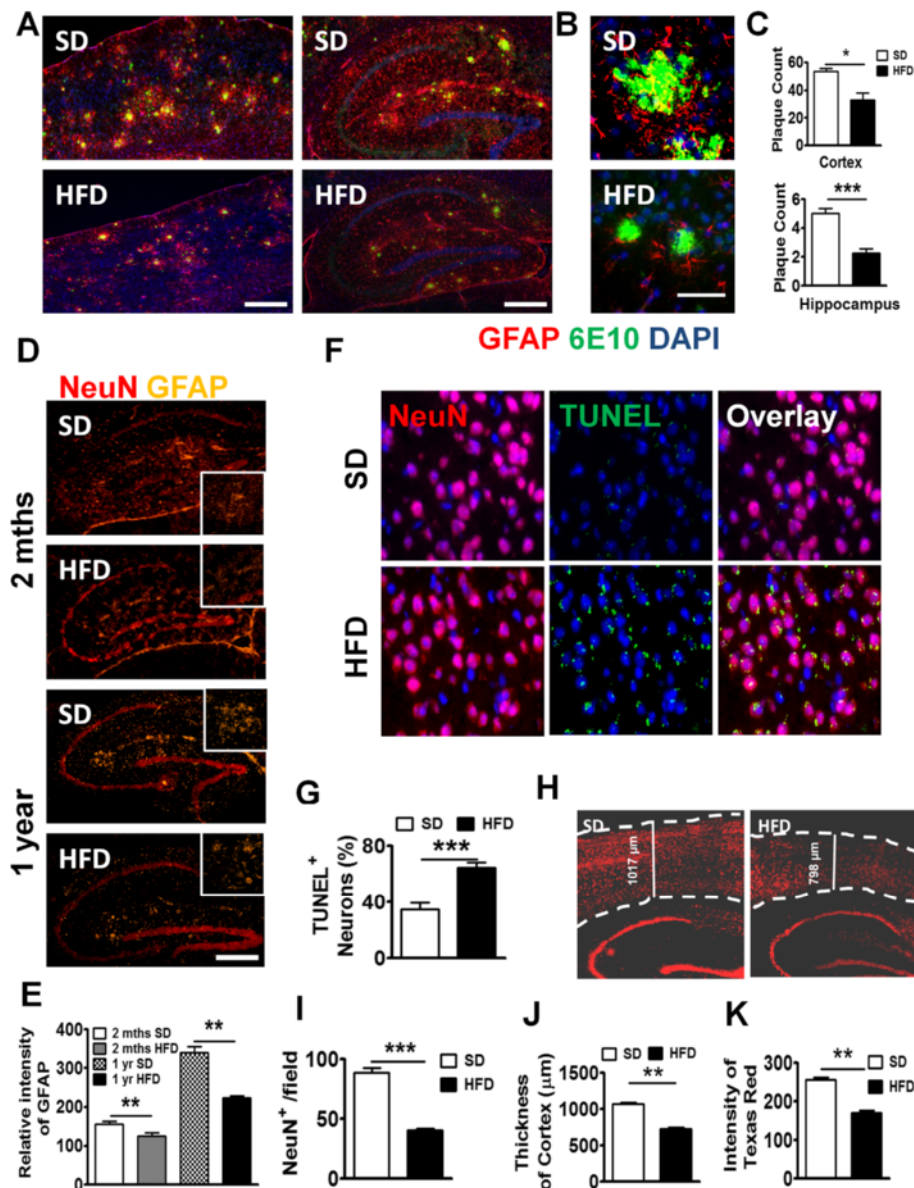 A
SD
SD
HFD
HFD
B
SD
HFD
C
SD
HFD
*
Plaque Count
60
40
20
0
Cortex
***
Plaque Count
6
4
2
0
Hippocampus
GFAP 6E10 DAPI
D
NeuN GFAP
2 mths
SD
HFD
1 year
SD
HFD
F
NeuN
TUNEL
Overlay
SD
HFD
G
SD
HFD
***
TUNEL+
Neurons (%)
80
40
0
H
SD
1017 µm
HFD
798 µm
E
Relative intensity
of GFAP
400
300
200
100
0
2 mths SD
2 mths HFD
1 yr SD
1 yr HFD
**
**
I
SD
HFD
***
NeuN+ /field
100
50
0
J
SD
HFD
**
Thickness
of Cortex (µm)
1500
1000
500
0
K
SD
HFD
**
Intensity of
Texas Red
300
200
100
0